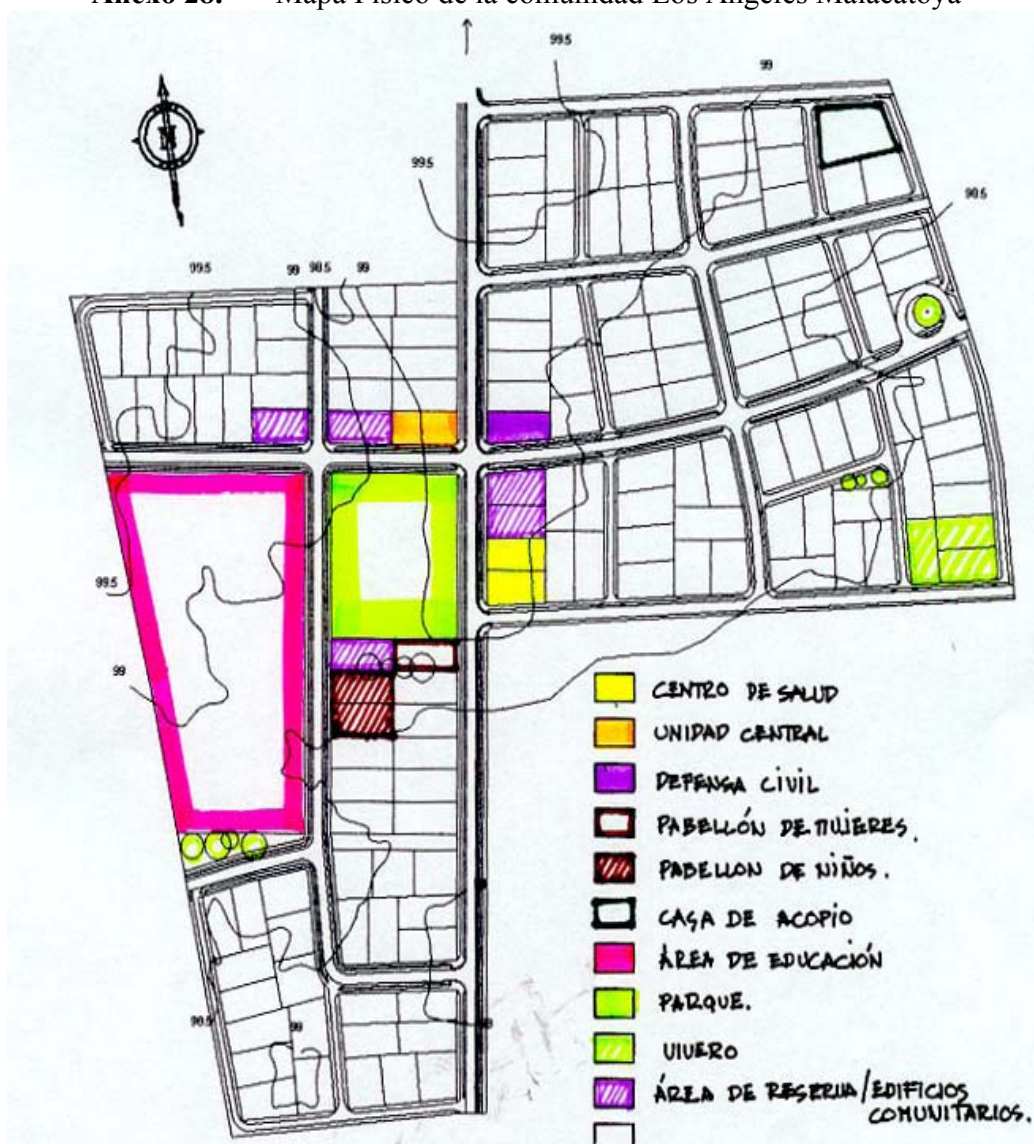 Anexo 28. Mapa Físico de la comunidad Los Ángeles Malacatoya
99.5
99
99.5
N
98.5
99.5
99
98.5
99
99.5
99
98.5
99
99
CENTRO DE SALUD
UNIDAD CENTRAL
DEFENSA CIVIL
PABELLÓN DE MUJERES.
PABELLON DE NIÑOS.
CASA DE ACOPIO
ÁREA DE EDUCACIÓN
PARQUE.
VIVERO
ÁREA DE RESERVA/EDIFICIOS
COMUNITARIOS.